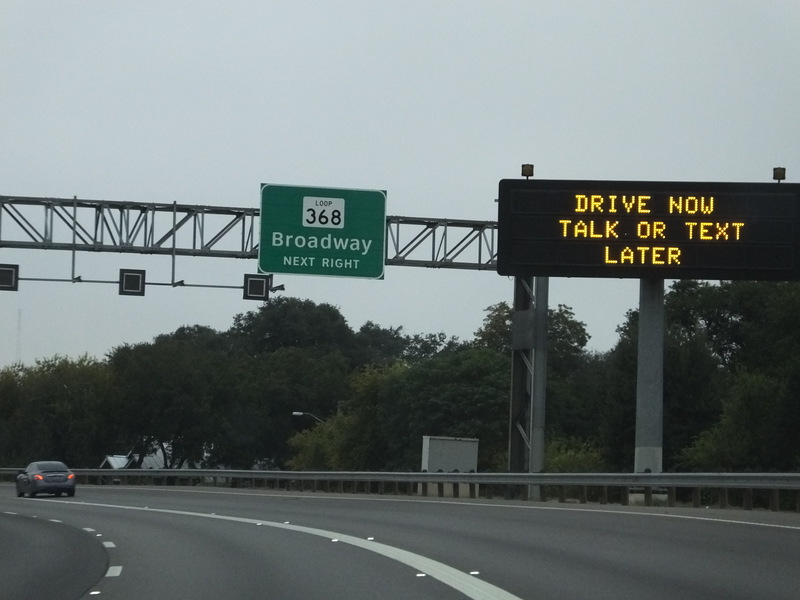 LOOP
368
Broadway
NEXT RIGHT
DRIVE NOW
TALK OR TEXT
LATER